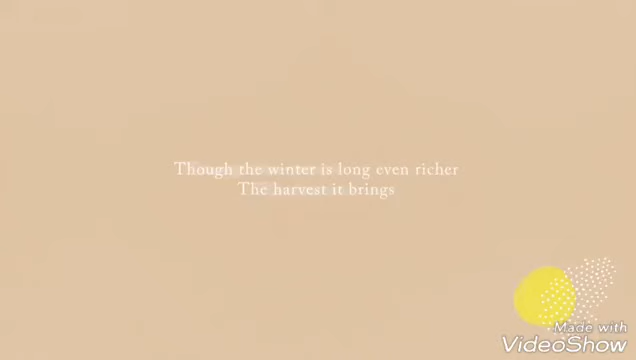 Though the winter is long even richer
The harvest it brings
Made with
VideoShow